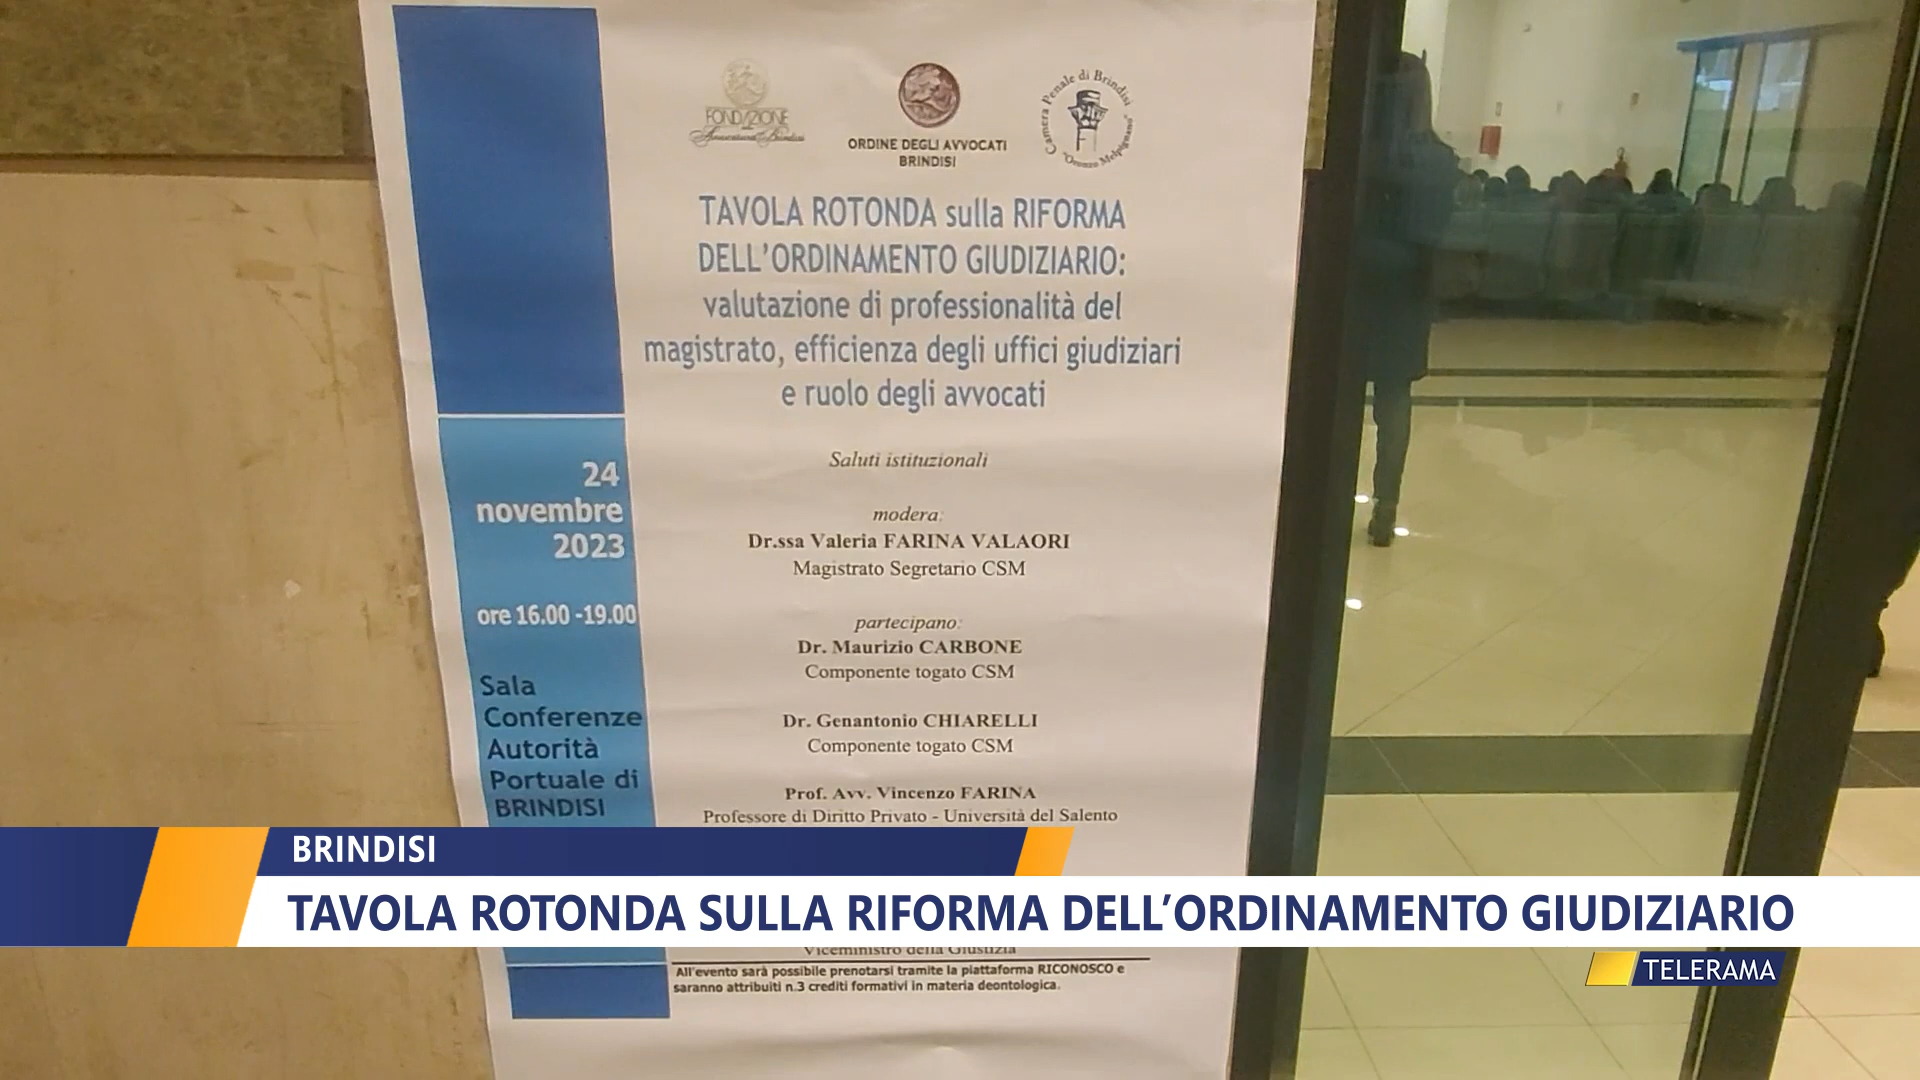 FONDAZIONE
ORDINE DEGLI AVVOCATI
BRINDISI
Camera Penale di Brindisi
"Oronzo Melpignano"
TAVOLA ROTONDA sulla RIFORMA
DELL'ORDINAMENTO GIUDIZIARIO:
valutazione di professionalità del
magistrato, efficienza degli uffici giudiziari
e ruolo degli avvocati
24
novembre
2023
ore 16.00 -19.00
Sala
Conferenze
Autorità
Portuale di
BRINDISI
Saluti istituzionali
modera:
Dr.ssa Valeria FARINA VALAORI
Magistrato Segretario CSM
partecipano:
Dr. Maurizio CARBONE
Componente togato CSM
Dr. Genantonio CHIARELLI
Componente togato CSM
Prof. Avv. Vincenzo FARINA
Professore di Diritto Privato - Università del Salento
Viceministro della Giustizia
All'evento sarà possibile prenotarsi tramite la piattaforma RICONOSCO e
saranno attribuiti n.3 crediti formativi in materia deontologica.
BRINDISI
TAVOLA ROTONDA SULLA RIFORMA DELL'ORDINAMENTO GIUDIZIARIO
TELERAMA